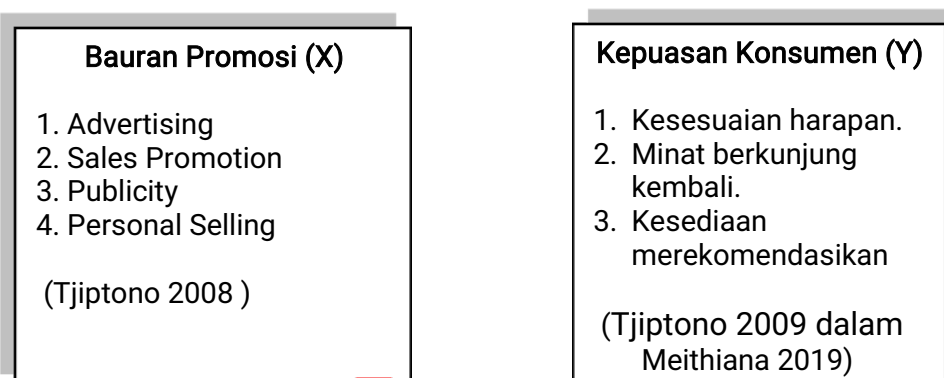 Bauran Promosi (X)
1. Advertising
2. Sales Promotion
3. Publicity
4. Personal Selling
(Tjiptono 2008 )
Kepuasan Konsumen (Y)
1. Kesesuaian harapan.
2. Minat berkunjung
kembali.
3. Kesediaan
merekomendasikan
(Tjiptono 2009 dalam
Meithiana 2019)